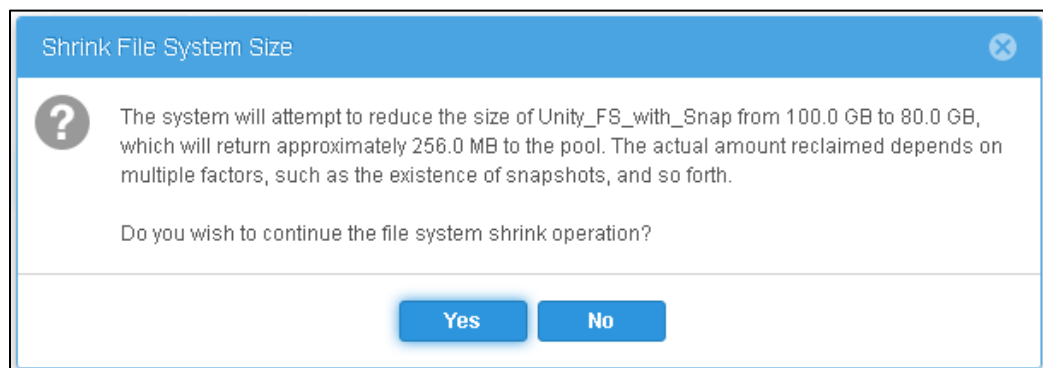 Shrink File System Size
The system will attempt to reduce the size of Unity_FS_with_Snap from 100.0 GB to 80.0 GB,
which will return approximately 256.0 MB to the pool. The actual amount reclaimed depends on
multiple factors, such as the existence of snapshots, and so forth.
Do you wish to continue the file system shrink operation?
Yes
No